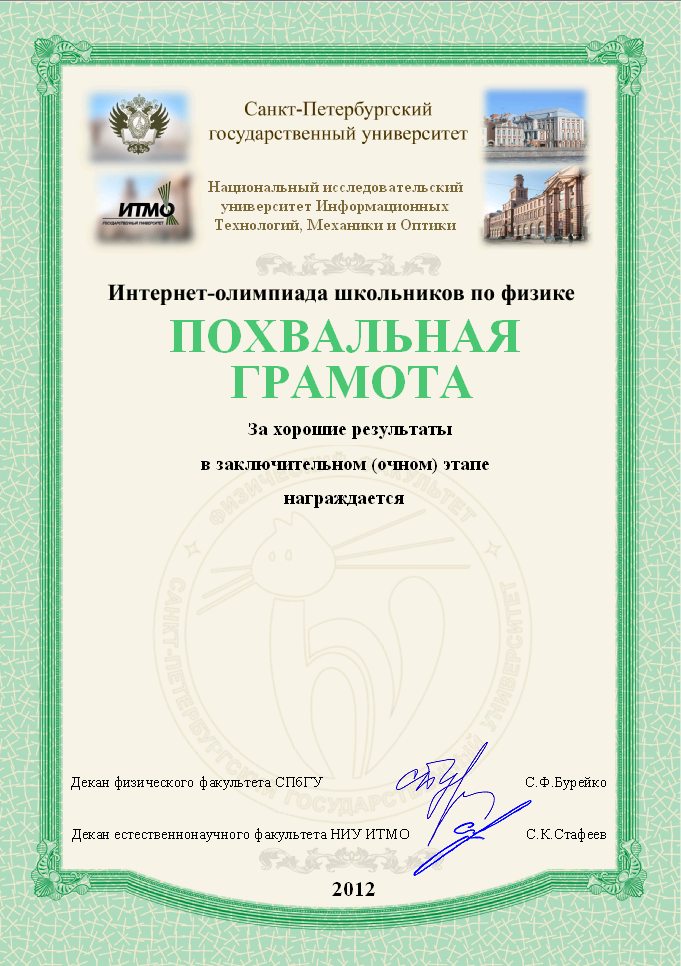 Санкт-Петербургский
государственный университет
ИТМО
ГОСУДАРСТВЕННЫЙ УНИВЕРСИТЕТ
Национальный исследовательский
университет Информационных
Технологий, Механики и Оптики
Интернет-олимпиада школьников по физике
ПОХВАЛЬНАЯ
ГРАМОТА
За хорошие результаты
в заключительном (очном) этапе
награждается
ФИЗИЧЕСКИЙ ФАКУЛЬТЕТ
САНКТ-ПЕТЕРБУРГСКИЙ ГОСУДАРСТВЕННЫЙ УНИВЕРСИТЕТ
Декан физического факультета СПбГУ С.Ф.Бурейко
Декан естественнонаучного факультета НИУ ИТМО С.К.Стафеев
2012